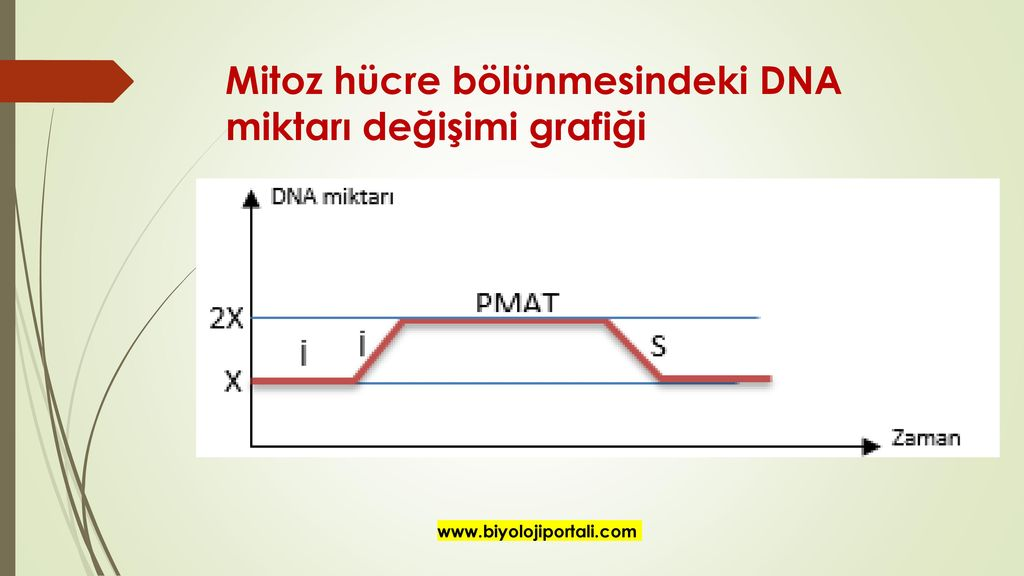 Mitoz hücre bölünmesindeki DNA
miktarı değişimi grafiği
DNA miktarı
PMAT
2X
İ
İ
S
X
Zaman
www.biyolojiportali.com